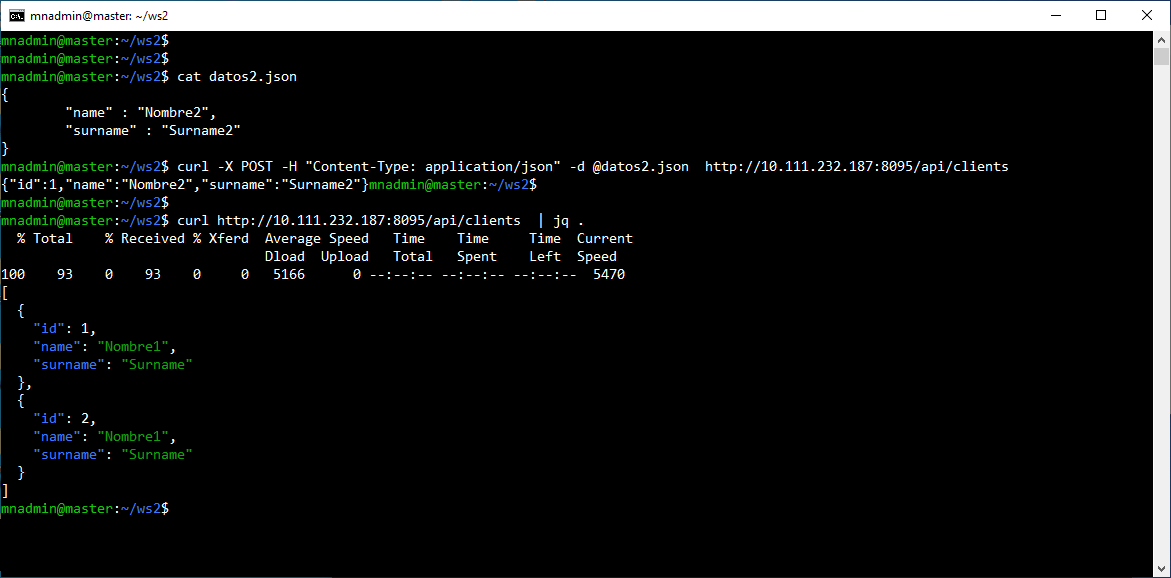 mnadmin@master: ~/ws2
mnadmin@master:~/ws2$
mnadmin@master:~/ws2$
mnadmin@master:~/ws2$ cat datos2.json
{
        "name" : "Nombre2",
        "surname" : "Surname2"
}
mnadmin@master:~/ws2$ curl -X POST -H "Content-Type: application/json" -d @datos2.json  http://10.111.232.187:8095/api/clients
{"id":1,"name":"Nombre2","surname":"Surname2"}mnadmin@master:~/ws2$
mnadmin@master:~/ws2$
mnadmin@master:~/ws2$ curl http://10.111.232.187:8095/api/clients  | jq .
  % Total    % Received % Xferd  Average Speed   Time    Time     Time  Current
                                 Dload  Upload   Total   Spent    Left  Speed
100    93    0    93    0     0   5166      0 --:--:-- --:--:-- --:--:--  5470
[
  {
    "id": 1,
    "name": "Nombre1",
    "surname": "Surname"
  },
  {
    "id": 2,
    "name": "Nombre1",
    "surname": "Surname"
  }
]
mnadmin@master:~/ws2$